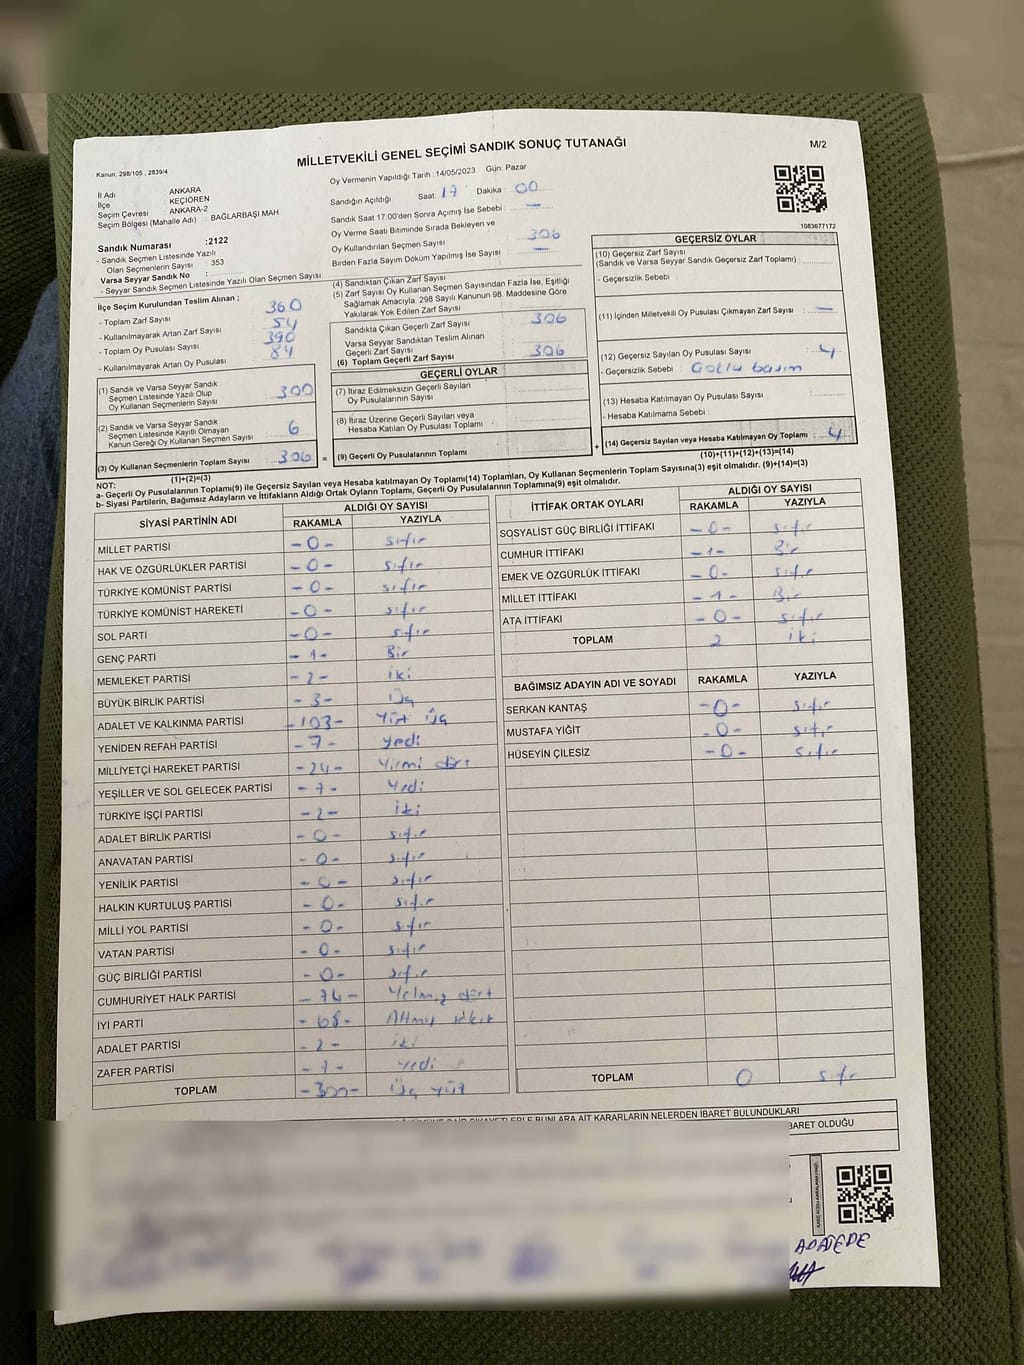 MİLLETVEKİLİ GENEL SEÇİMİ SANDIK SONUÇ TUTANAĞI
M/2
Kanun: 298/105 , 2839/4
İl Adı ANKARA
İlçe KEÇİÖREN
Seçim Çevresi ANKARA-2
Seçim Bölgesi (Mahalle Adı) : BAĞLARBAŞI MAH
Sandık Numarası :2122
- Sandık Seçmen Listesinde Yazılı
Olan Seçmenlerin Sayısı : 353
Varsa Seyyar Sandık No :
- Seyyar Sandık Seçmen Listesinde Yazılı Olan Seçmen Sayısı
Oy Vermenin Yapıldığı Tarih : 14/05/2023 Gün: Pazar
Sandığın Açıldığı Saat: 17 Dakika : 00
Sandık Saat 17:00'den Sonra Açımış İse Sebebi : —
Oy Verme Saati Bitiminde Sırada Bekleyen ve
Oy Kullandırılan Seçmen Sayısı 306
Birden Fazla Sayım Döküm Yapılmış İse Sayısı : —
1083677172
İlçe Seçim Kurulundan Teslim Alınan ;
- Toplam Zarf Sayısı 360
- Kullanılmayarak Artan Zarf Sayısı 54
- Toplam Oy Pusulası Sayısı 390
- Kullanılmayarak Artan Oy Pusulası 84
(1) Sandık ve Varsa Seyyar Sandık
Seçmen Listesinde Yazılı Olup
Oy Kullanan Seçmenlerin Sayısı 300
(2) Sandık ve Varsa Seyyar Sandık
Seçmen Listesinde Kayıtlı Olmayan
Kanun Gereği Oy Kullanan Seçmen Sayısı 6
(3) Oy Kullanan Seçmenlerin Toplam Sayısı 306 =
(1)+(2)=(3)
(4) Sandıktan Çıkan Zarf Sayısı
(5) Zarf Sayısı Oy Kullanan Seçmen Sayısından Fazla İse, Eşitliği
Sağlamak Amacıyla, 298 Sayılı Kanunun 98. Maddesine Göre
Yakılarak Yok Edilen Zarf Sayısı
Sandıkta Çıkan Geçerli Zarf Sayısı 306
Varsa Seyyar Sandıktan Teslim Alınan
Geçerli Zarf Sayısı
(6) Toplam Geçerli Zarf Sayısı 306
GEÇERLİ OYLAR
(7) İtiraz Edilmeksizin Geçerli Sayılan
Oy Pusulalarının Sayısı
(8) İtiraz Üzerine Geçerli Sayılan veya
Hesaba Katılan Oy Pusulası Toplamı
(9) Geçerli Oy Pusulalarının Toplamı +
GEÇERSİZ OYLAR
(10) Geçersiz Zarf Sayısı
(Sandık ve Varsa Seyyar Sandık Geçersiz Zarf Toplamı) :
- Geçersizlik Sebebi :
(11) İçinden Milletvekili Oy Pusulası Çıkmayan Zarf Sayısı : —
(12) Geçersiz Sayılan Oy Pusulası Sayısı : 4
- Geçersizlik Sebebi :
(13) Hesaba Katılmayan Oy Pusulası Sayısı :
- Hesaba Katılmama Sebebi :
(14) Geçersiz Sayılan veya Hesaba Katılmayan Oy Toplamı : 4
(10)+(11)+(12)+(13)=(14)
NOT:
a- Geçerli Oy Pusulalarının Toplamı(9) ile Geçersiz Sayılan veya Hesaba katılmayan Oy Toplamı(14) Toplamları, Oy Kullanan Seçmenlerin Toplam Sayısına(3) eşit olmalıdır. (9)+(14)=(3)
b- Siyasi Partilerin, Bağımsız Adayların ve İttifakların Aldığı Ortak Oyların Toplamı, Geçerli Oy Pusulalarının Toplamına(9) eşit olmalıdır.
SİYASİ PARTİNİN ADI ALDIĞI OY SAYISI
RAKAMLA YAZIYLA
MİLLET PARTİSİ -0- sıfır
HAK VE ÖZGÜRLÜKLER PARTİSİ -0- sıfır
TÜRKİYE KOMÜNİST PARTİSİ -0- sıfır
TÜRKİYE KOMÜNİST HAREKETİ -0- sıfır
SOL PARTİ -0- sıfır
GENÇ PARTİ -1- Bir
MEMLEKET PARTİSİ -2- iki
BÜYÜK BİRLİK PARTİSİ -3- Üç
ADALET VE KALKINMA PARTİSİ -103- Yüz Üç
YENİDEN REFAH PARTİSİ -7- yedi
MİLLİYETÇİ HAREKET PARTİSİ -24- Yirmi dört
YEŞİLLER VE SOL GELECEK PARTİSİ -7- Yedi
TÜRKİYE İŞÇİ PARTİSİ -2- İki
ADALET BİRLİK PARTİSİ -0- sıfır
ANAVATAN PARTİSİ -0- sıfır
YENİLİK PARTİSİ -0- sıfır
HALKIN KURTULUŞ PARTİSİ -0- sıfır
MİLLİ YOL PARTİSİ -0- sıfır
VATAN PARTİSİ -0- sıfır
GÜÇ BİRLİĞİ PARTİSİ -0- sıfır
CUMHURİYET HALK PARTİSİ -74- dört
İYİ PARTİ -68- Altmış sekiz
ADALET PARTİSİ -2- iki
ZAFER PARTİSİ -7- yedi
TOPLAM -300- Üç yüz
İTTİFAK ORTAK OYLARI ALDIĞI OY SAYISI
RAKAMLA YAZIYLA
SOSYALİST GÜÇ BİRLİĞİ İTTİFAKI -0- sıfır
CUMHUR İTTİFAKI -1- Bir
EMEK VE ÖZGÜRLÜK İTTİFAKI -0- sıfır
MİLLET İTTİFAKI -1- Bir
ATA İTTİFAKI -0- sıfır
TOPLAM 2 iki
BAĞIMSIZ ADAYIN ADI VE SOYADI RAKAMLA YAZIYLA
SERKAN KANTAŞ -0- sıfır
MUSTAFA YİĞİT -0- sıfır
HÜSEYİN ÇİLESİZ -0- sıfır
TOPLAM 0 sıfır
AİT KARARLARIN NELERDEN İBARET BULUNDUKLARI
BARET OLDUĞU